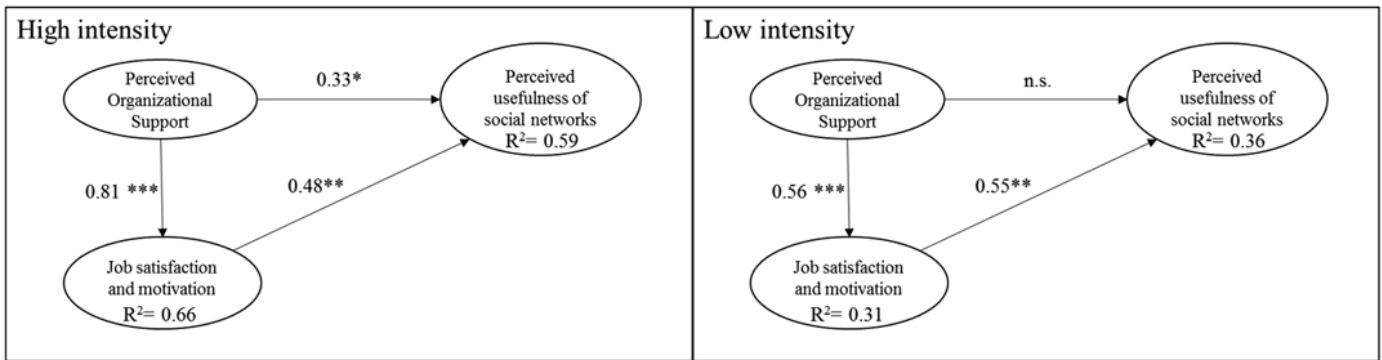 High intensity
Perceived
Organizational
Support
0.33*
Perceived
usefulness of
social networks
R²= 0.59
0.81 ***
0.48**
Job satisfaction
and motivation
R²= 0.66
Low intensity
Perceived
Organizational
Support
n.s.
Perceived
usefulness of
social networks
R²= 0.36
0.56 ***
0.55**
Job satisfaction
and motivation
R²= 0.31